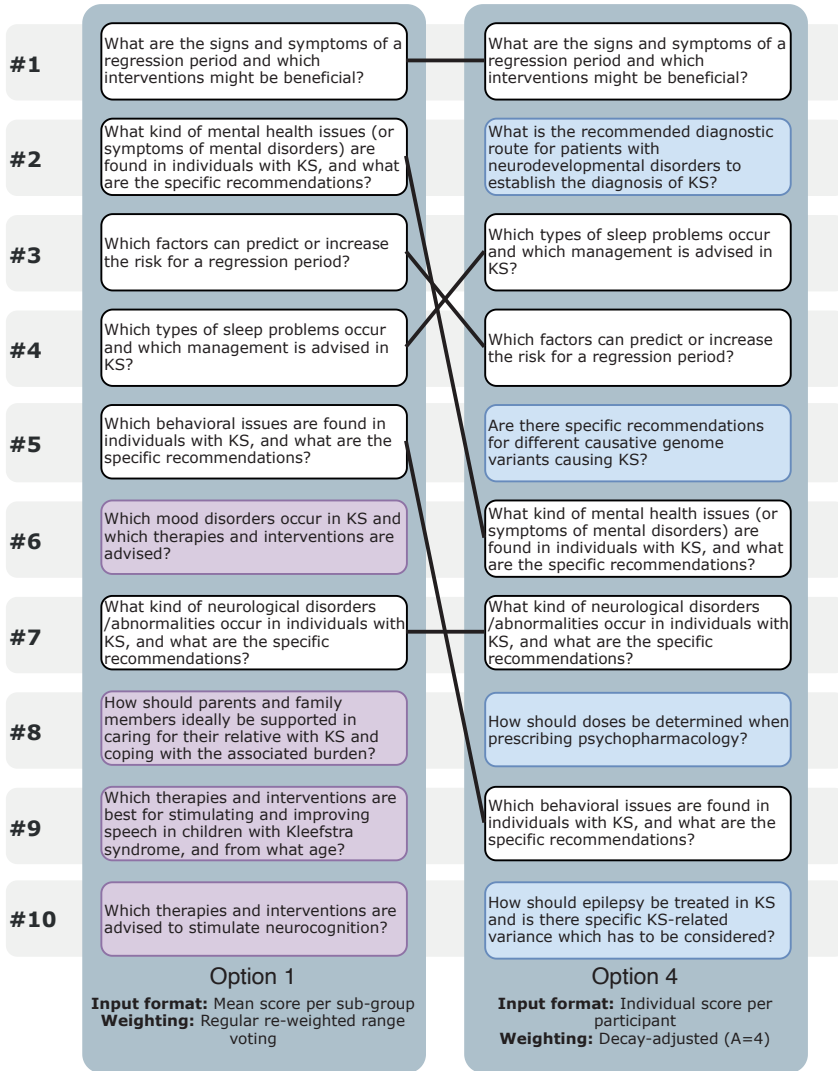 #1
What are the signs and symptoms of a
regression period and which
interventions might be beneficial?
What are the signs and symptoms of a
regression period and which
interventions might be beneficial?
#2
What kind of mental health issues (or
symptoms of mental disorders) are
found in individuals with KS, and what
are the specific recommendations?
What is the recommended diagnostic
route for patients with
neurodevelopmental disorders to
establish the diagnosis of KS?
#3
Which factors can predict or increase
the risk for a regression period?
Which types of sleep problems occur
and which management is advised in
KS?
#4
Which types of sleep problems occur
and which management is advised in
KS?
Which factors can predict or increase
the risk for a regression period?
#5
Which behavioral issues are found in
individuals with KS, and what are the
specific recommendations?
Are there specific recommendations
for different causative genome
variants causing KS?
#6
Which mood disorders occur in KS and
which therapies and interventions are
advised?
What kind of mental health issues (or
symptoms of mental disorders) are
found in individuals with KS, and what
are the specific recommendations?
#7
What kind of neurological disorders
/abnormalities occur in individuals with
KS, and what are the specific
recommendations?
What kind of neurological disorders
/abnormalities occur in individuals with
KS, and what are the specific
recommendations?
#8
How should parents and family
members ideally be supported in
caring for their relative with KS and
coping with the associated burden?
How should doses be determined when
prescribing psychopharmacology?
#9
Which therapies and interventions are
best for stimulating and improving
speech in children with Kleefstra
syndrome, and from what age?
Which behavioral issues are found in
individuals with KS, and what are the
specific recommendations?
#10
Which therapies and interventions are
advised to stimulate neurocognition?
How should epilepsy be treated in KS
and is there specific KS-related
variance which has to be considered?
Option 1
Input format: Mean score per sub-group
Weighting: Regular re-weighted range
voting
Option 4
Input format: Individual score per
participant
Weighting: Decay-adjusted (A=4)